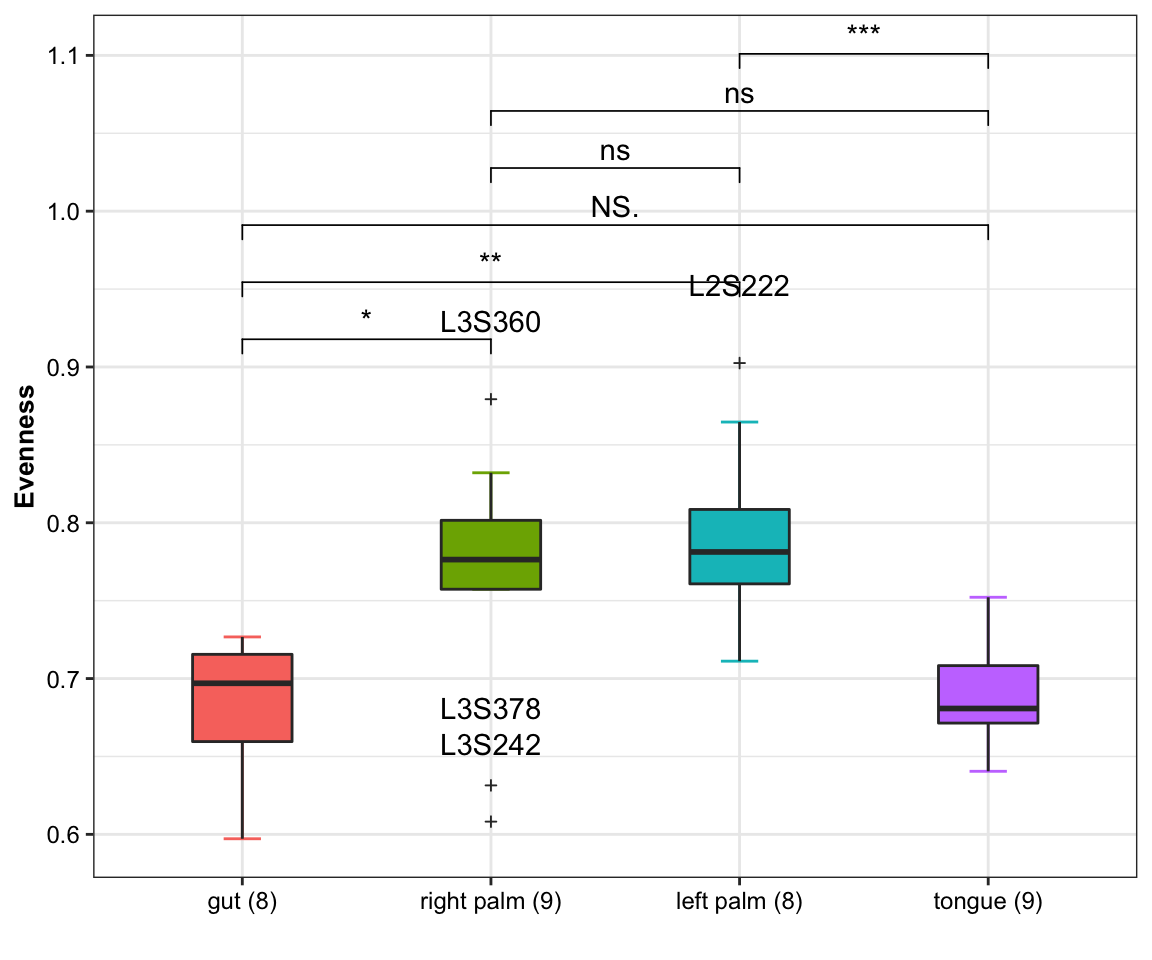 ***
1.1
ns
ns
1.0
NS.
**
L2S222
*
L3S360
0.9
Evenness
0.8
0.7
L3S378
L3S242
0.6
gut (8) right palm (9) left palm (8) tongue (9)